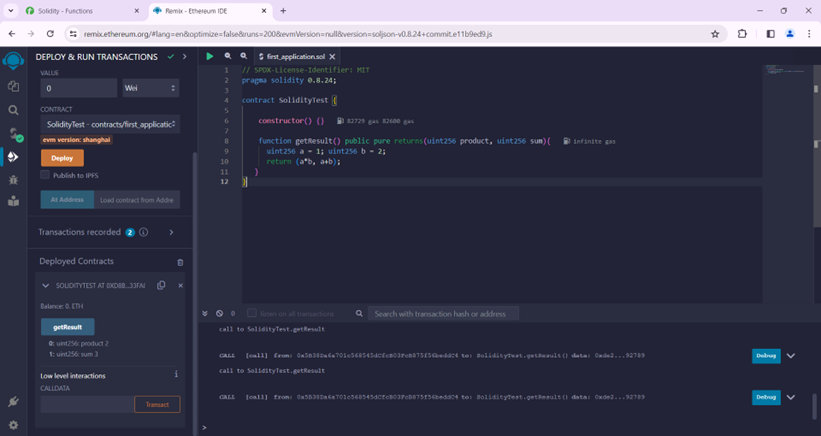 Solidity - Functions
Remix - Ethereum IDE
remix.ethereum.org/#lang=en&optimize=false&runs=200&evmVersion=null&version=soljson-v0.8.24+commit.e11b9ed9.js
DEPLOY & RUN TRANSACTIONS
VALUE
0
Wei
CONTRACT
SolidityTest - contracts/first_applicatic
evm version: shanghai
Deploy
Publish to IPFS
At Address
Load contract from Addre
Transactions recorded 2
Deployed Contracts
SOLIDITYTEST AT 0XD8B...33FA8
Balance: 0. ETH
getResult
0: uint256: product 2
1: uint256: sum 3
Low level interactions
CALLDATA
Transact
first_application.sol
1 // SPDX-License-Identifier: MIT
2 pragma solidity 0.8.24;
3
4 contract SolidityTest {
5
6 constructor() {} 82729 gas 82600 gas
7
8 function getResult() public pure returns(uint256 product, uint256 sum){ infinite gas
9 uint256 a = 1; uint256 b = 2;
10 return (a*b, a+b);
11 }
12 }
0
Listen on all transactions
Search with transaction hash or address
call to SolidityTest.getResult
CALL [call] from: 0x5B38Da6a701c568545dCfcB03FcB875f56beddC4 to: SolidityTest.getResult() data: 0xde2...92789
Debug
call to SolidityTest.getResult
CALL [call] from: 0x5B38Da6a701c568545dCfcB03FcB875f56beddC4 to: SolidityTest.getResult() data: 0xde2...92789
Debug
>